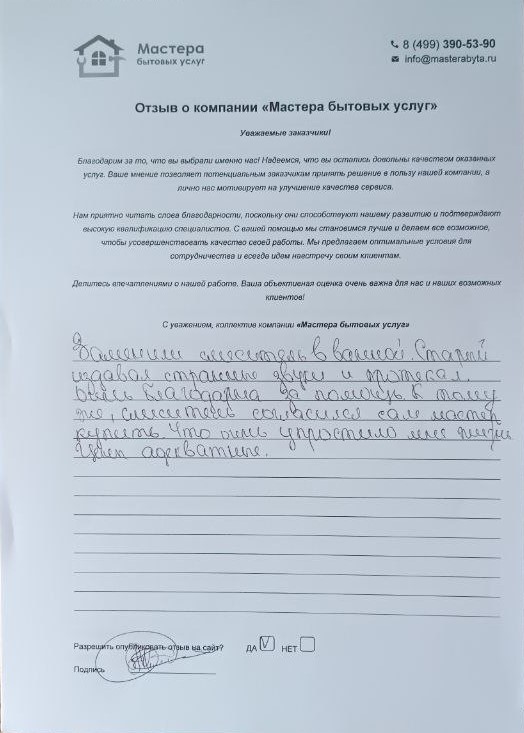 Мастера
бытовых услуг
8 (499) 390-53-90
info@masterabyta.ru
Отзыв о компании «Мастера бытовых услуг»
Уважаемые заказчики!
Благодарим за то, что вы выбрали именно нас! Надеемся, что вы остались довольны качеством оказанных
услуг. Ваше мнение позволяет потенциальным заказчикам принять решение в пользу нашей компании, а
лично нас мотивирует на улучшение качества сервиса.
Нам приятно читать слова благодарности, поскольку они способствуют нашему развитию и подтверждают
высокую квалификацию специалистов. С вашей помощью мы становимся лучше и делаем все возможное,
чтобы усовершенствовать качество своей работы. Мы предлагаем оптимальные условия для
сотрудничества и всегда идем навстречу своим клиентам.
Делитесь впечатлениями о нашей работе. Ваша объективная оценка очень важна для нас и наших возможных
клиентов!
С уважением, коллектив компании «Мастера бытовых услуг»
Заменили смеситель в ванной. Старый
издавал странные звуки и протекал.
Очень благодарна за помощь. К тому
же, смеситель согласился сам мастер
купить. Что очень упростило мне жизнь
Цены адекватные.
Разрешить опубликовать отзыв на сайт? ДА V НЕТ
Подпись